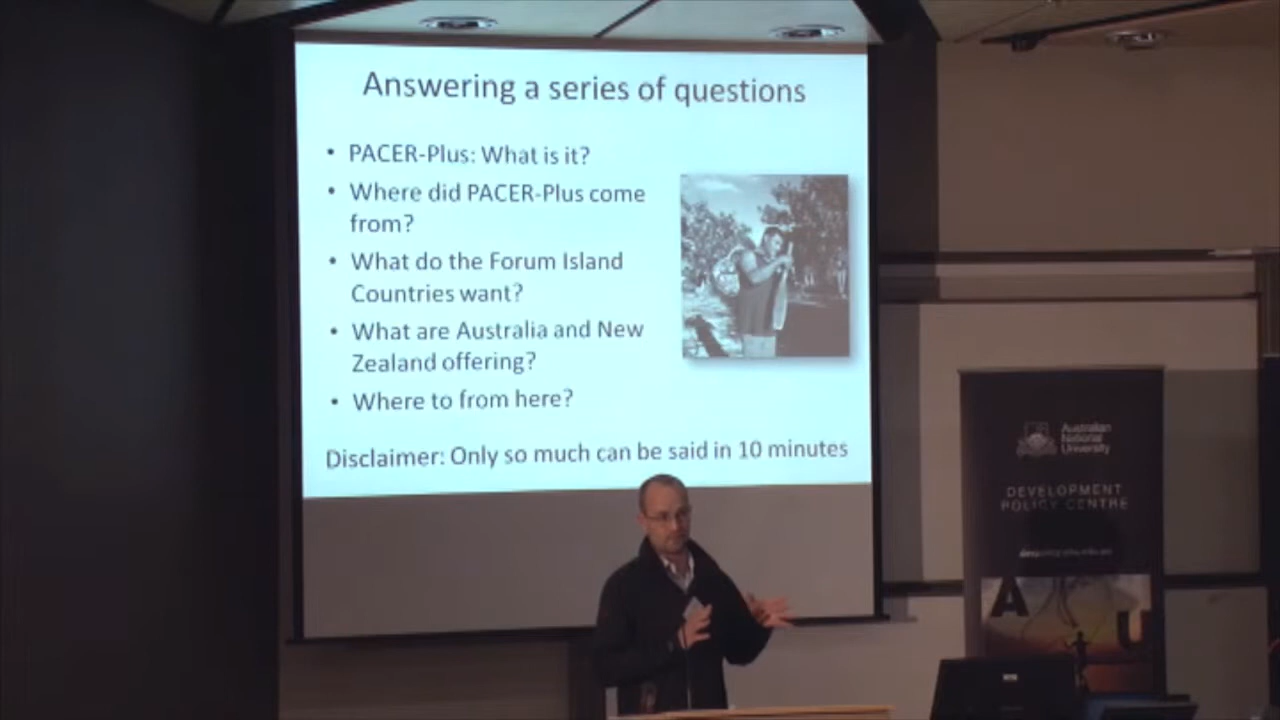 Answering a series of questions
• PACER-Plus: What is it?
• Where did PACER-Plus come
from?
• What do the Forum Island
Countries want?
• What are Australia and New
Zealand offering?
• Where to from here?
Disclaimer: Only so much can be said in 10 minutes
Australian
National
University
DEVELOPMENT
POLICY CENTRE
A
U